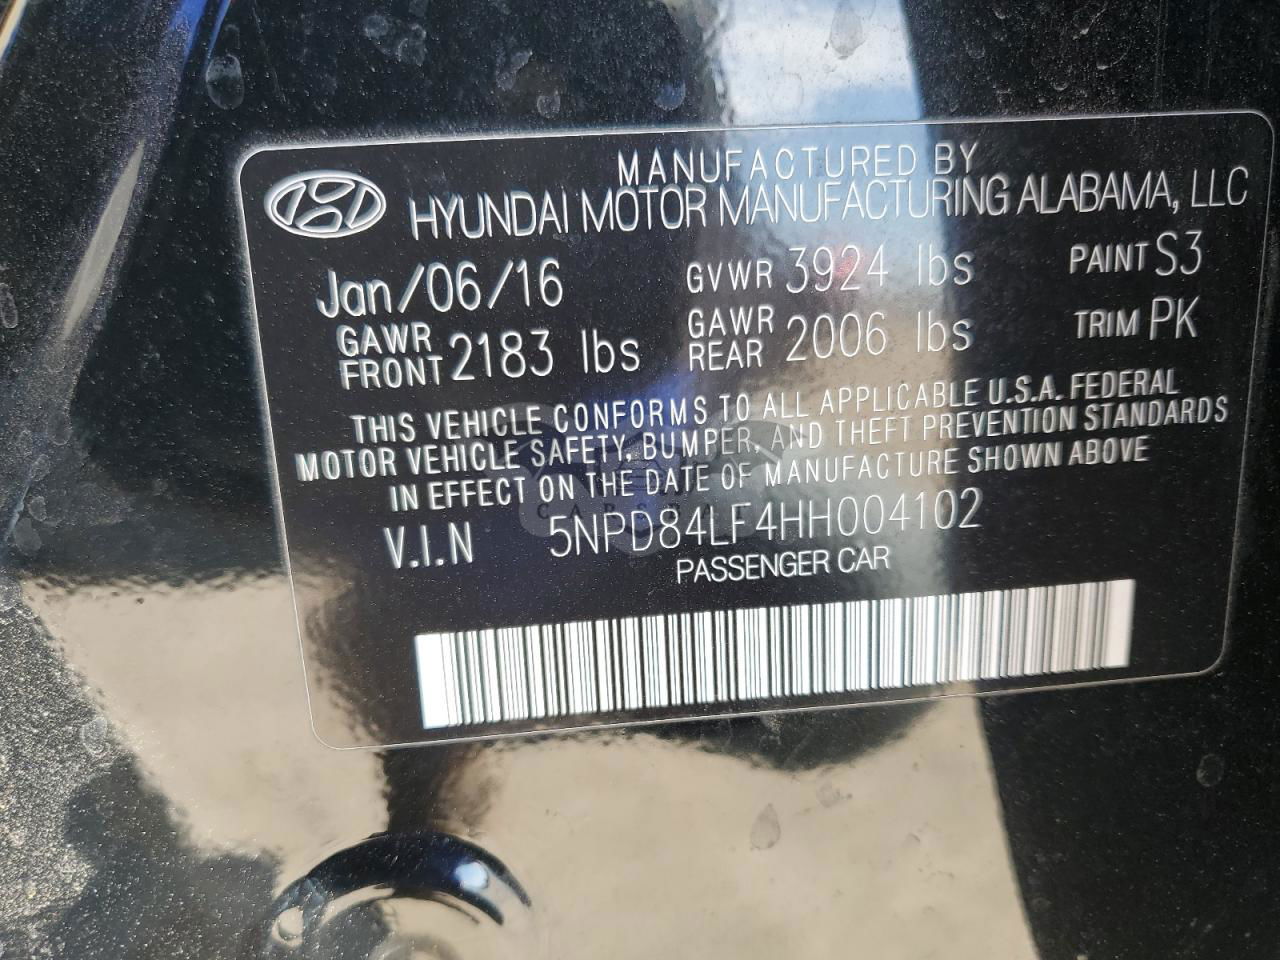 MANUFACTURED BY
HYUNDAI MOTOR MANUFACTURING ALABAMA, LLC
Jan/06/16 GVWR 3924 lbs PAINT S3
GAWR FRONT 2183 lbs GAWR REAR 2006 lbs TRIM PK
THIS VEHICLE CONFORMS TO ALL APPLICABLE U.S.A. FEDERAL
MOTOR VEHICLE SAFETY, BUMPER, AND THEFT PREVENTION STANDARDS
IN EFFECT ON THE DATE OF MANUFACTURE SHOWN ABOVE
V.I.N 5NPD84LF4HH004102
PASSENGER CAR